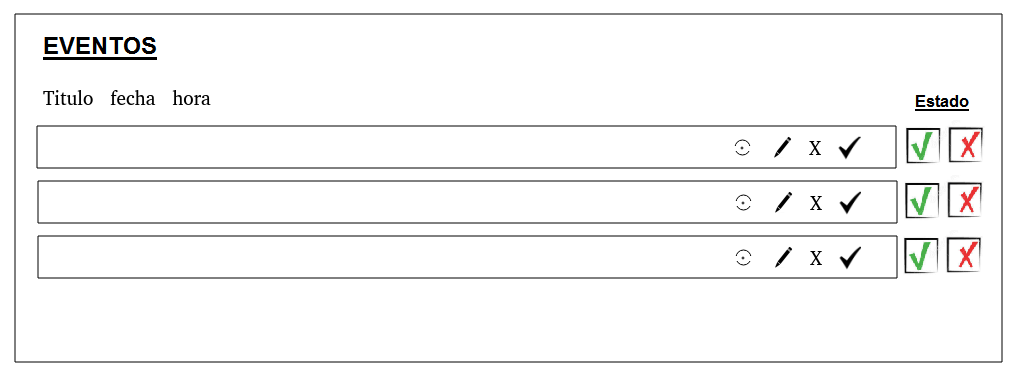 EVENTOS
Titulo fecha hora
Estado
X
X
X